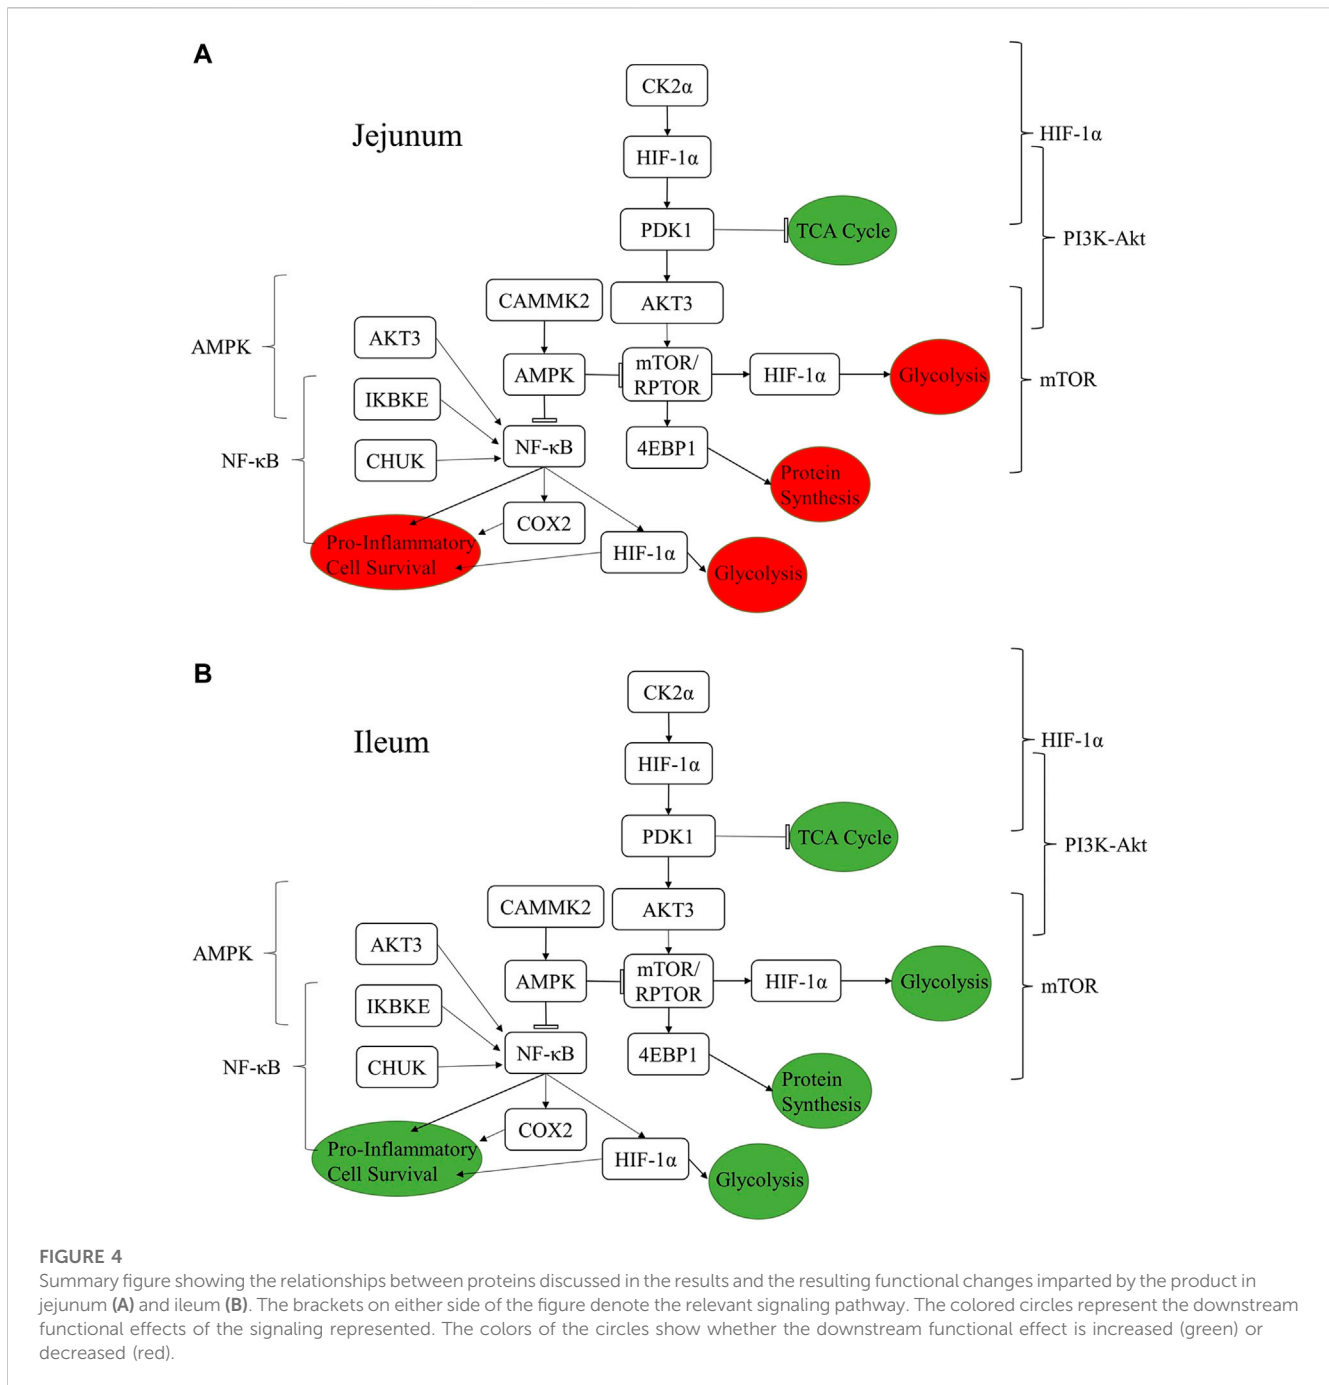 A
Jejunum
CK2α
HIF-1α
PDK1
TCA Cycle
HIF-1α
PI3K-Akt
CAMMK2
AKT3
AMPK
AKT3
AMPK
mTOR/
RPTOR
HIF-1α
Glycolysis
mTOR
IKBKE
NF-κB
CHUK
NF-κB
4EBP1
Protein
Synthesis
COX2
Pro-Inflammatory
Cell Survival
HIF-1α
Glycolysis
B
Ileum
CK2α
HIF-1α
PDK1
TCA Cycle
HIF-1α
PI3K-Akt
CAMMK2
AKT3
AMPK
AKT3
AMPK
mTOR/
RPTOR
HIF-1α
Glycolysis
mTOR
IKBKE
NF-κB
CHUK
NF-κB
4EBP1
Protein
Synthesis
COX2
Pro-Inflammatory
Cell Survival
HIF-1α
Glycolysis
FIGURE 4
Summary figure showing the relationships between proteins discussed in the results and the resulting functional changes imparted by the product in
jejunum (A) and ileum (B). The brackets on either side of the figure denote the relevant signaling pathway. The colored circles represent the downstream
functional effects of the signaling represented. The colors of the circles show whether the downstream functional effect is increased (green) or
decreased (red).